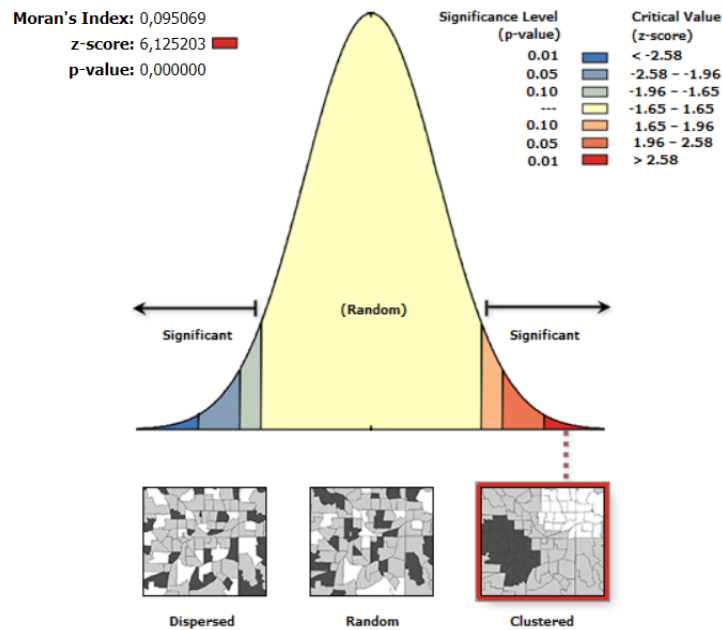 Moran's Index: 0,095069
z-score: 6,125203
p-value: 0,000000
Significance Level
(p-value)
Critical Value
(z-score)
0.01 < -2.58
0.05 -2.58 – -1.96
0.10 -1.96 – -1.65
--- -1.65 – 1.65
0.10 1.65 – 1.96
0.05 1.96 – 2.58
0.01 > 2.58
(Random)
Significant
Significant
Dispersed
Random
Clustered